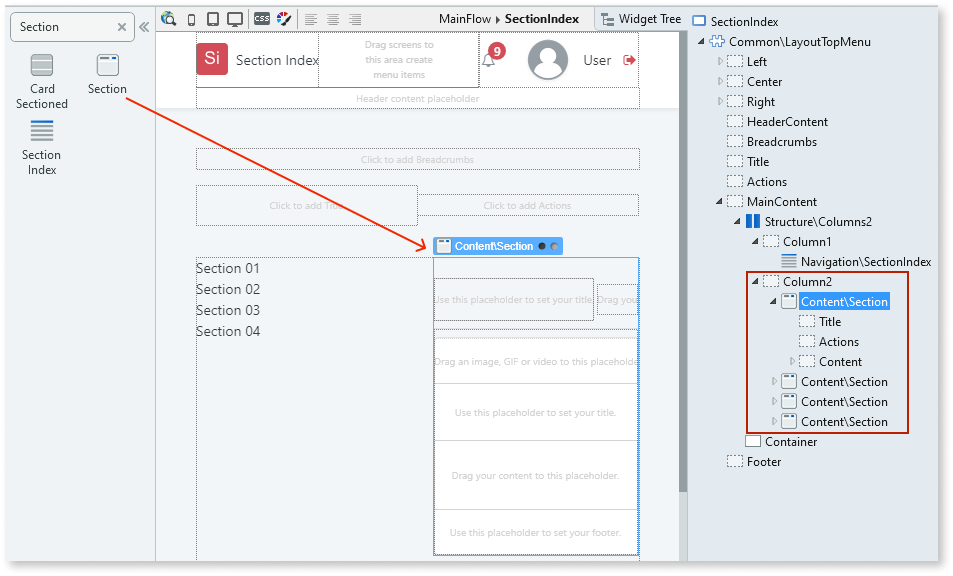 Section
Card
Sectioned
Section
Section
Index
CSS
MainFlow
SectionIndex
Widget Tree
Si
Section Index
Drag screens to
this area create
menu items
9
User
Header content placeholder
Click to add Breadcrumbs
Click to add Title
Click to add Actions
Content\Section
Section 01
Section 02
Section 03
Section 04
Use this placeholder to set your title.
Drag you
Drag an image, GIF or video to this placeholde
Use this placeholder to set your title.
Drag your content to this placeholder.
Use this placeholder to set your footer.
SectionIndex
Common\LayoutTopMenu
Left
Center
Right
HeaderContent
Breadcrumbs
Title
Actions
MainContent
Structure\Columns2
Column1
Navigation\SectionIndex
Column2
Content\Section
Title
Actions
Content
Content\Section
Content\Section
Content\Section
Container
Footer